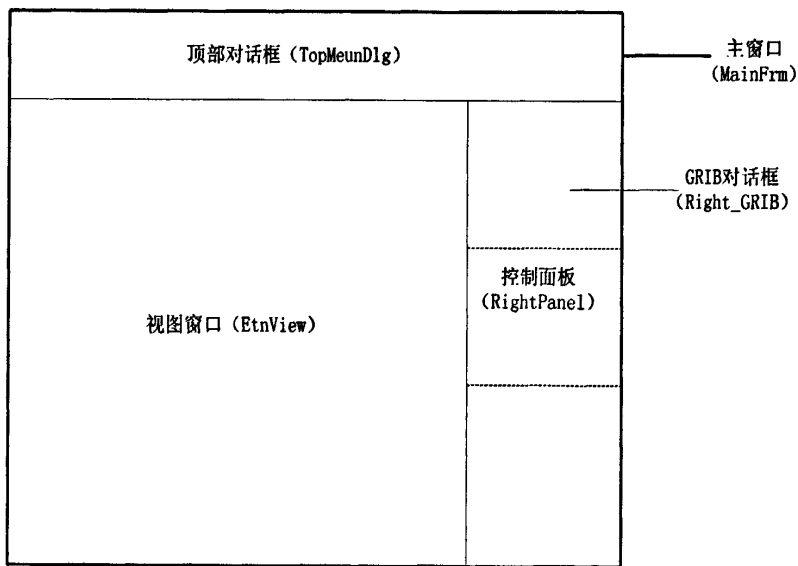 顶部对话框（TopMeunDlg）
主窗口
（MainFrm）
GRIB对话框
（Right_GRIB）
控制面板
（RightPanel）
视图窗口（EtnView）